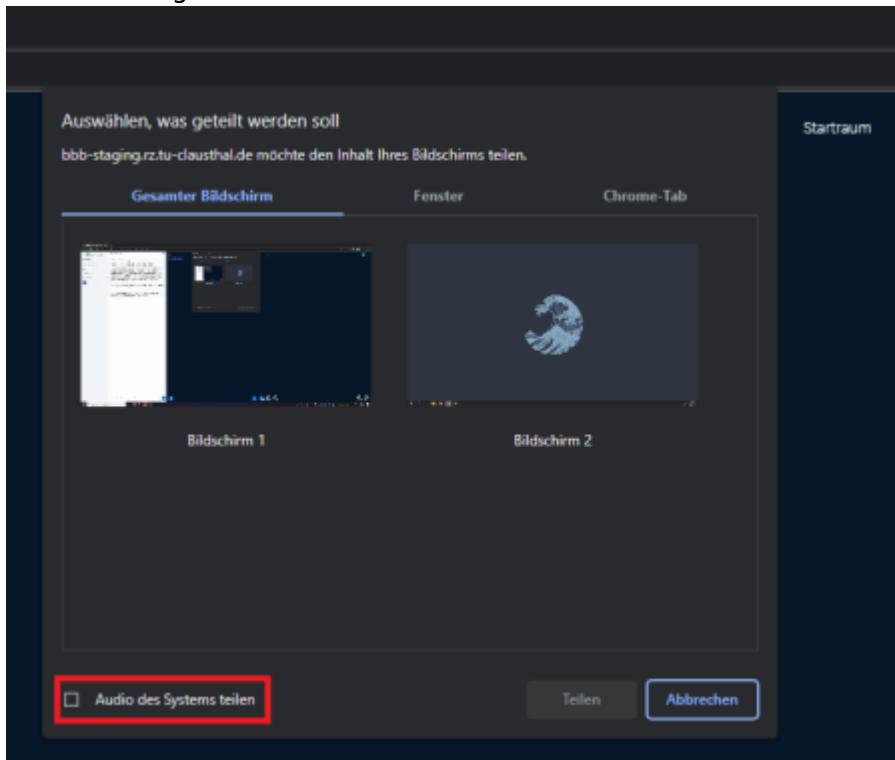 Auswählen, was geteilt werden soll
Startraum
bbb-staging.rz.tu-clausthal.de möchte den Inhalt Ihres Bildschirms teilen.
Gesamter Bildschirm
Fenster
Chrome-Tab
Bildschirm 1
Bildschirm 2
Audio des Systems teilen
Teilen
Abbrechen